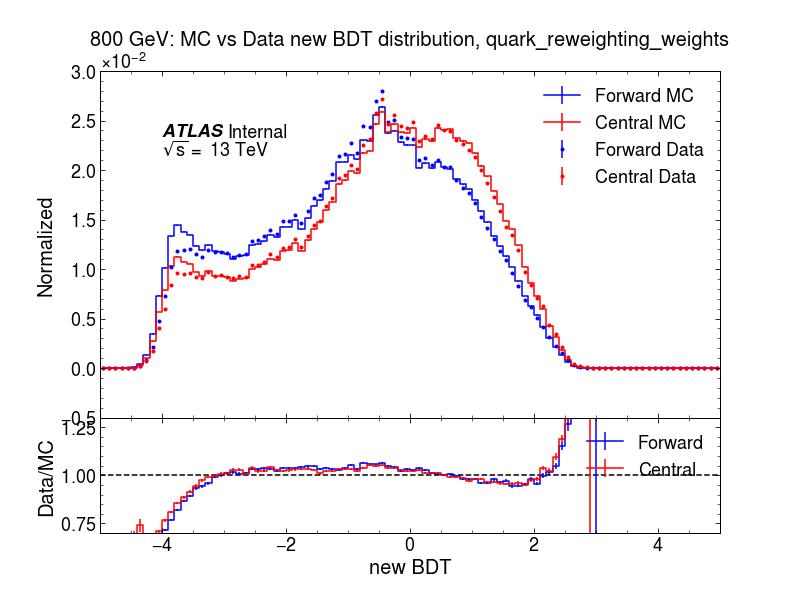 800 GeV: MC vs Data new BDT distribution, quark_reweighting_weights
×10⁻²
3.0
2.5
2.0
1.5
1.0
0.5
0.0
0.5
Normalized
ATLAS Internal
√s = 13 TeV
Forward MC
Central MC
Forward Data
Central Data
1.25
1.00
0.75
Data/MC
Forward
Central
−4
−2
0
2
4
new BDT